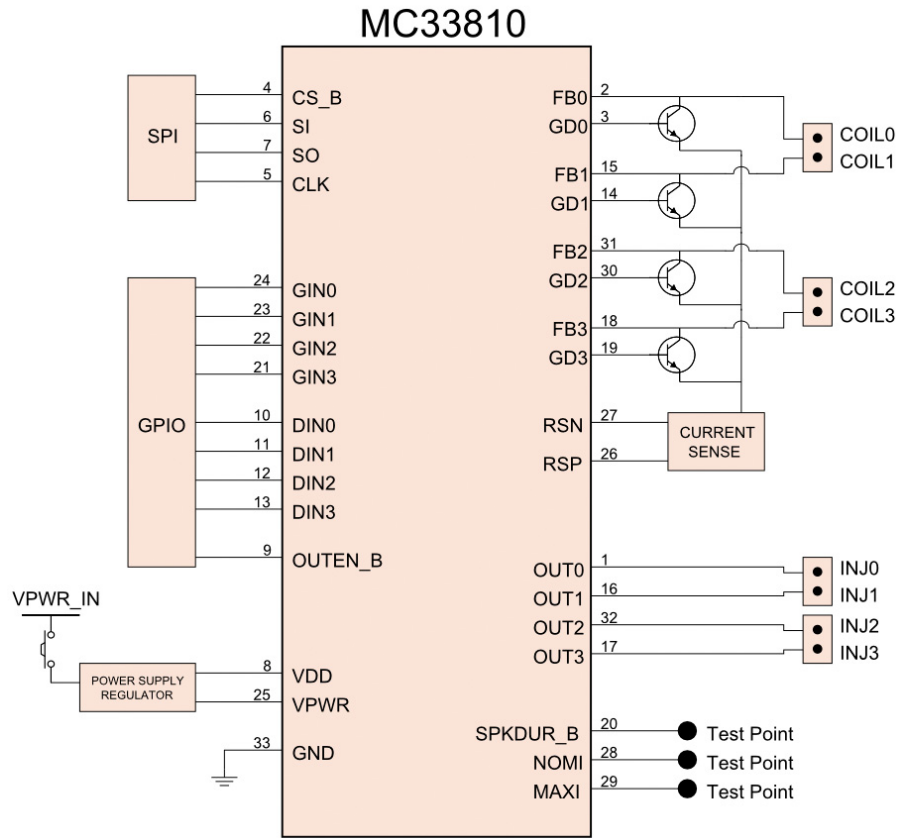 MC33810
SPI
4 CS_B
6 SI
7 SO
5 CLK
GPIO
24 GIN0
23 GIN1
22 GIN2
21 GIN3
10 DIN0
11 DIN1
12 DIN2
13 DIN3
9 OUTEN_B
VPWR_IN
POWER SUPPLY
REGULATOR
8 VDD
25 VPWR
33 GND
FB0 2
GD0 3
FB1 15
GD1 14
FB2 31
GD2 30
FB3 18
GD3 19
COIL0
COIL1
COIL2
COIL3
RSN 27
RSP 26
CURRENT
SENSE
OUT0 1
OUT1 16
OUT2 32
OUT3 17
INJ0
INJ1
INJ2
INJ3
SPKDUR_B 20 Test Point
NOMI 28 Test Point
MAXI 29 Test Point